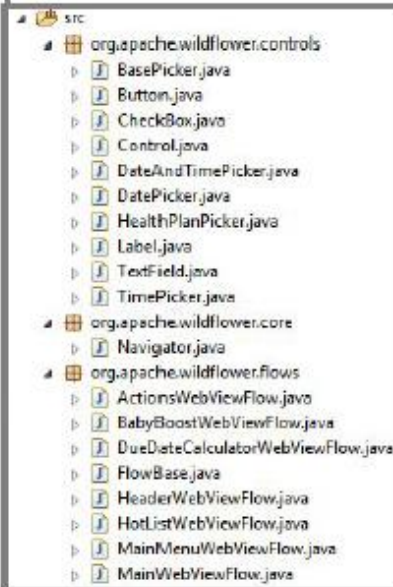 src
org.apache.wildflower.controls
BasePicker.java
Button.java
CheckBox.java
Control.java
DateAndTimePicker.java
DatePicker.java
HealthPlanPicker.java
Label.java
TextField.java
TimePicker.java
org.apache.wildflower.core
Navigator.java
org.apache.wildflower.flows
ActionsWebViewFlow.java
BabyBoostWebViewFlow.java
DueDateCalculatorWebViewFlow.java
FlowBase.java
HeaderWebViewFlow.java
HotListWebViewFlow.java
MainMenuWebViewFlow.java
MainWebViewFlow.java